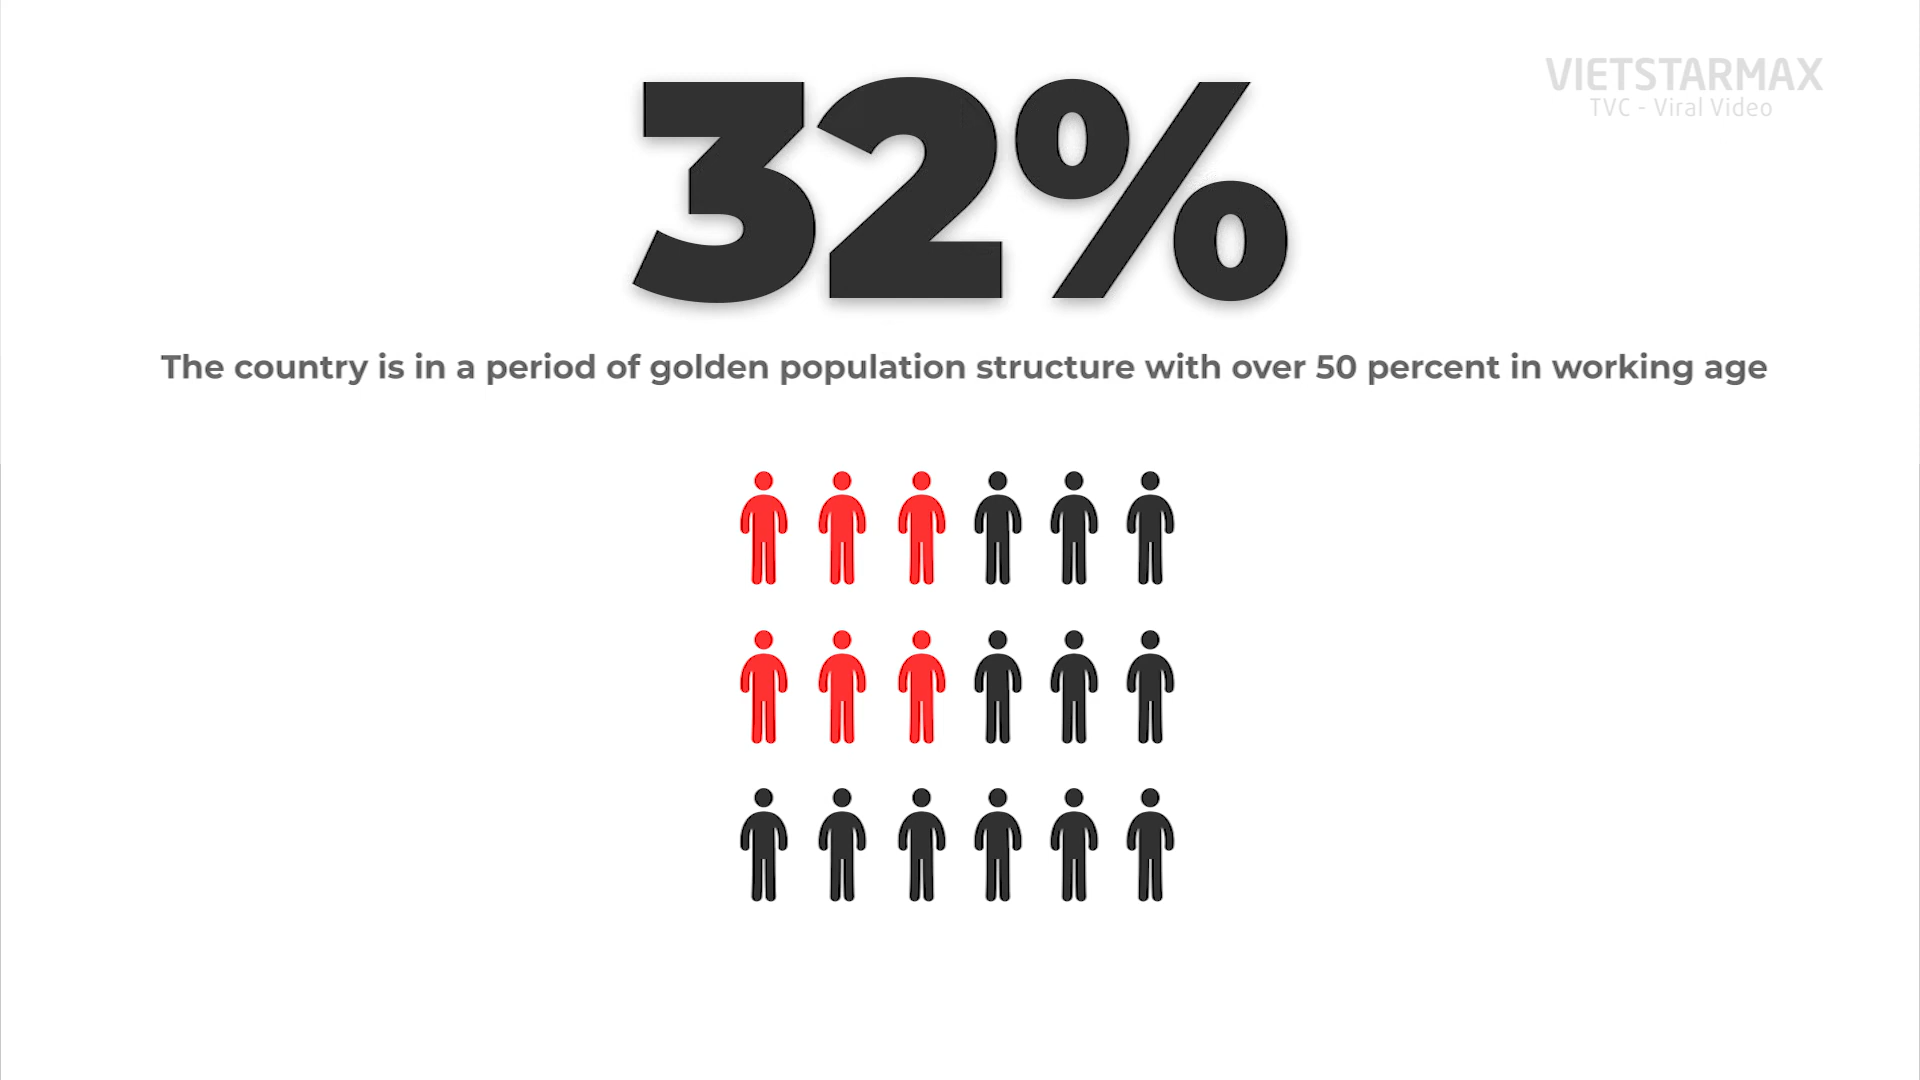 VIETSTARMAX
TVC - Viral Video
32%
The country is in a period of golden population structure with over 50 percent in working age